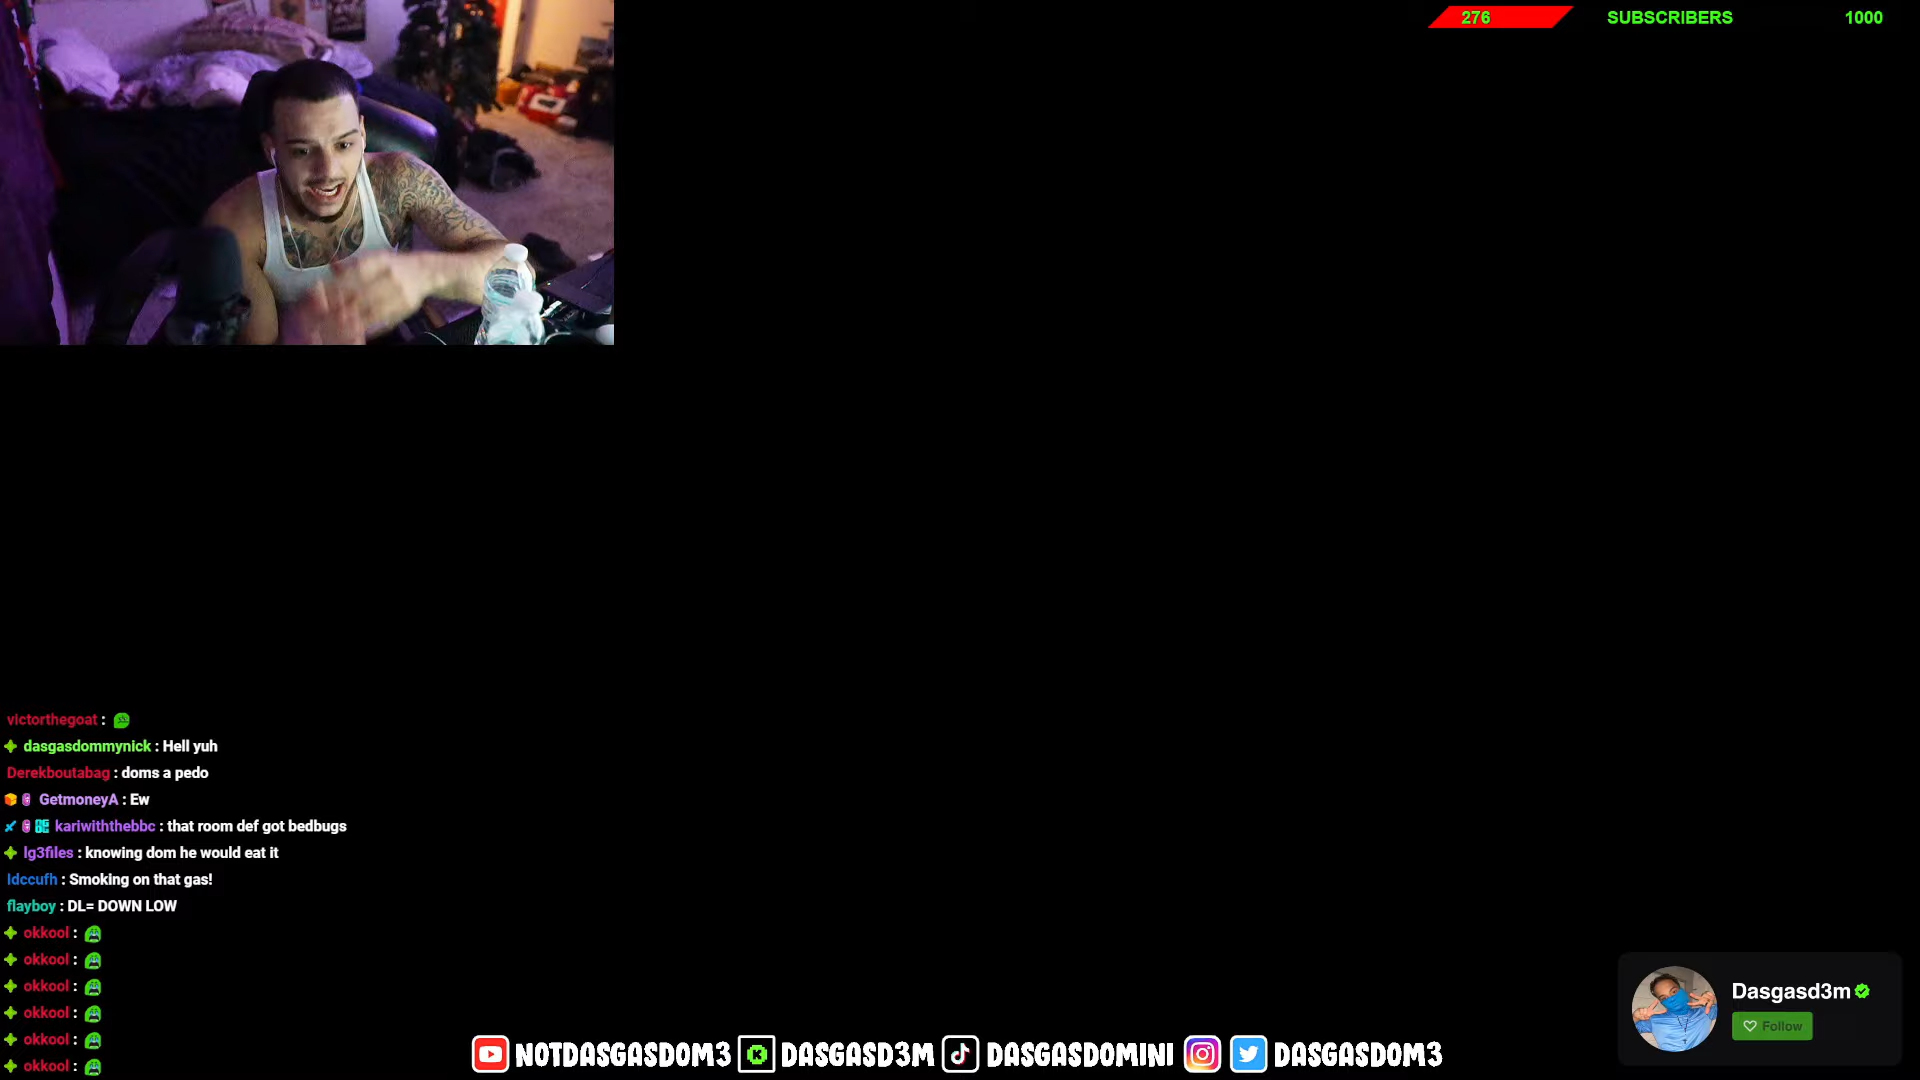 276 SUBSCRIBERS 1000
victorthegoat :
dasgasdommynick : Hell yuh
Derekboutabag : doms a pedo
GetmoneyA : Ew
kariwiththebbc : that room def got bedbugs
lg3files : knowing dom he would eat it
Idccufh : Smoking on that gas!
flayboy : DL= DOWN LOW
okkool :
okkool :
okkool :
okkool :
okkool :
okkool :
Dasgasd3m
Follow
NOTDASGASDOM3 DASGASD3M DASGASDOMINI DASGASDOM3